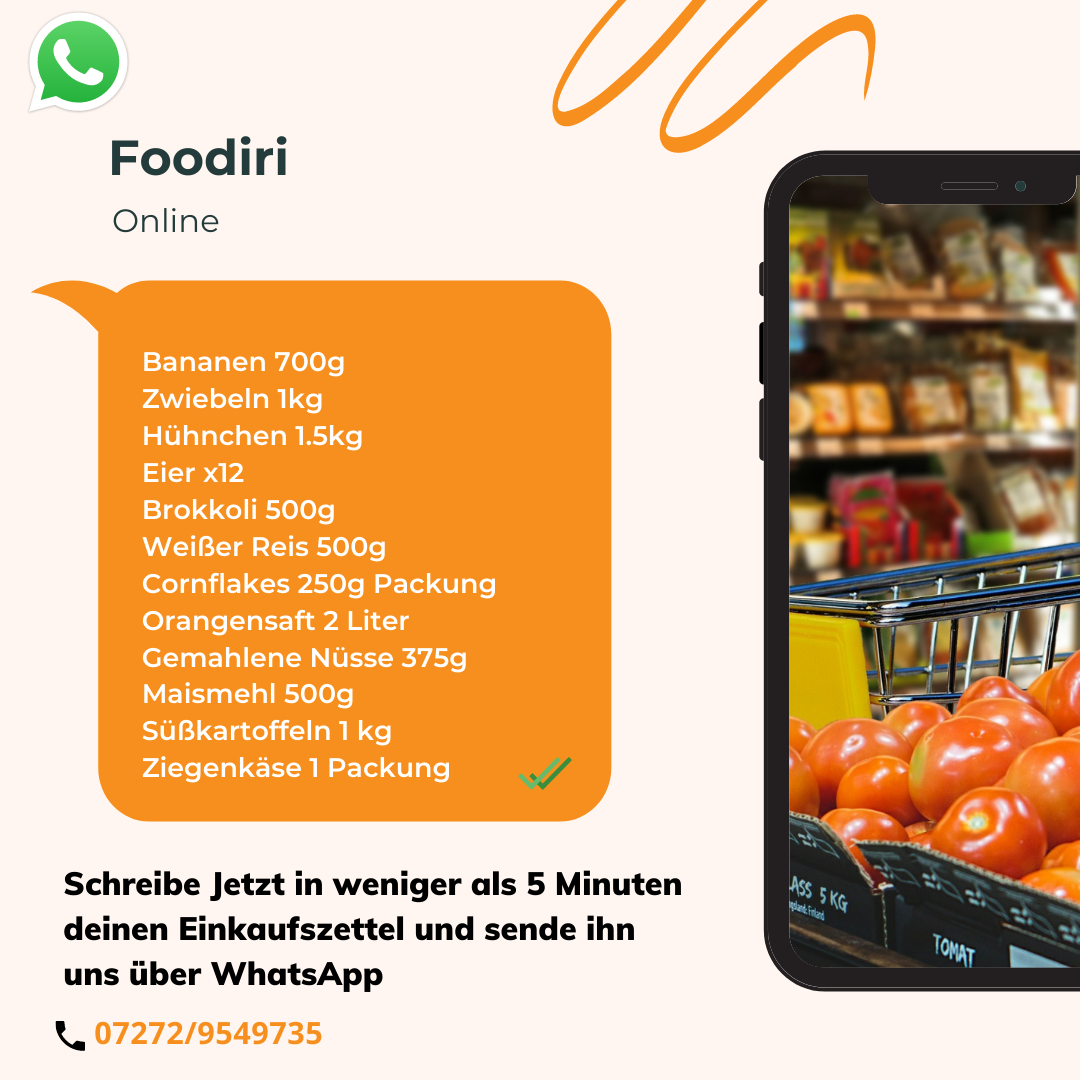 Foodiri
Online
Bananen 700g
Zwiebeln 1kg
Hühnchen 1.5kg
Eier x12
Brokkoli 500g
Weißer Reis 500g
Cornflakes 250g Packung
Orangensaft 2 Liter
Gemahlene Nüsse 375g
Maismehl 500g
Süßkartoffeln 1 kg
Ziegenkäse 1 Packung
Schreibe Jetzt in weniger als 5 Minuten
deinen Einkaufszettel und sende ihn
uns über WhatsApp
07272/9549735
5 KG
TOMAT